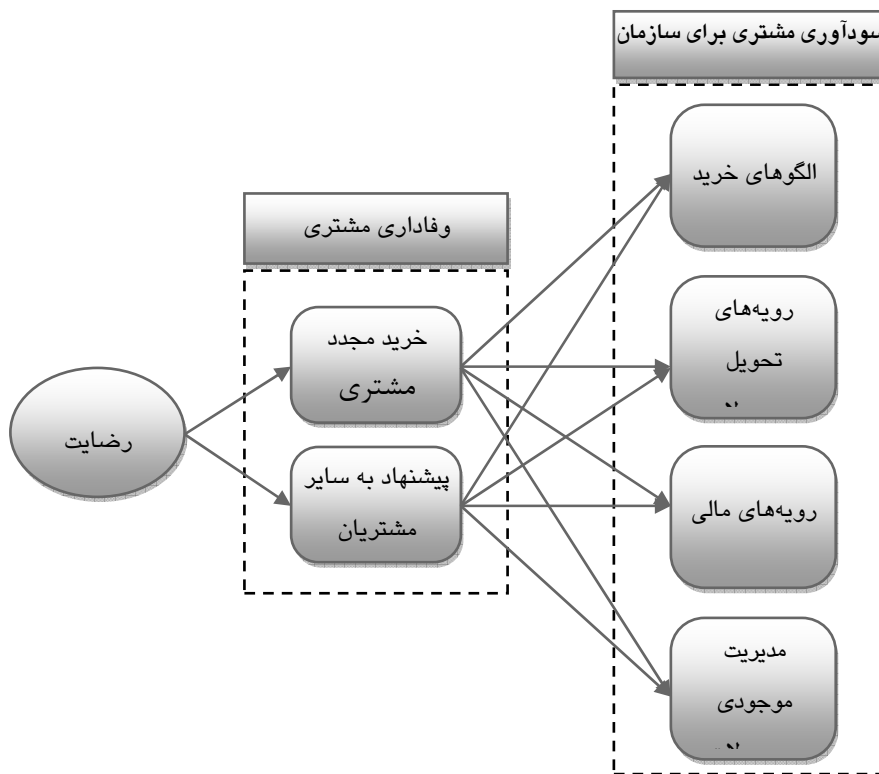 سودآوری مشتری برای سازمان
الگوهای خرید
وفاداری مشتری
رویه‌های
تحویل
خرید مجدد
مشتری
رضایت
پیشنهاد به سایر
مشتریان
رویه‌های مالی
مدیریت
موجودی